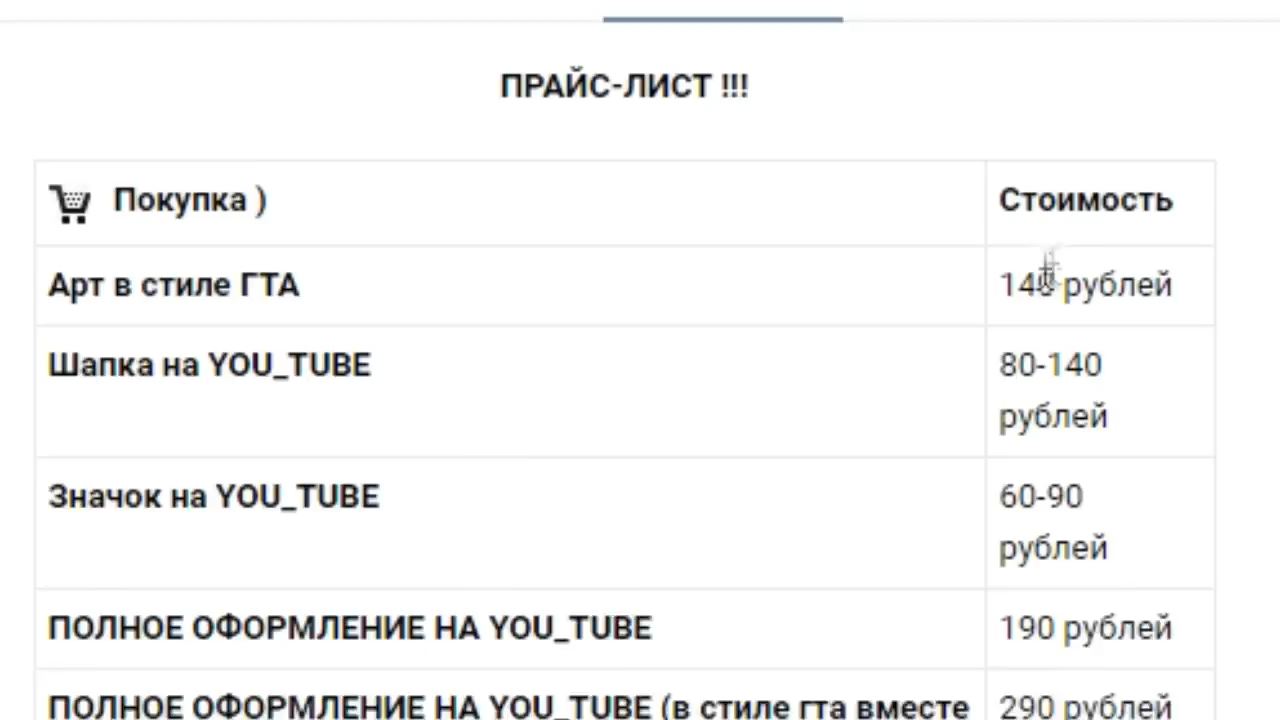 ПРАЙС-ЛИСТ !!!
Покупка )
Стоимость
Арт в стиле ГТА
рублей
Шапка на YOU_TUBE
80-140
рублей
Значок на YOU_TUBE
60-90
рублей
ПОЛНОЕ ОФОРМЛЕНИЕ НА YOU_TUBE
190 рублей
ПОЛНОЕ ОФОРМЛЕНИЕ НА YOU_TUBE (в стиле гта вместе
290 рублей